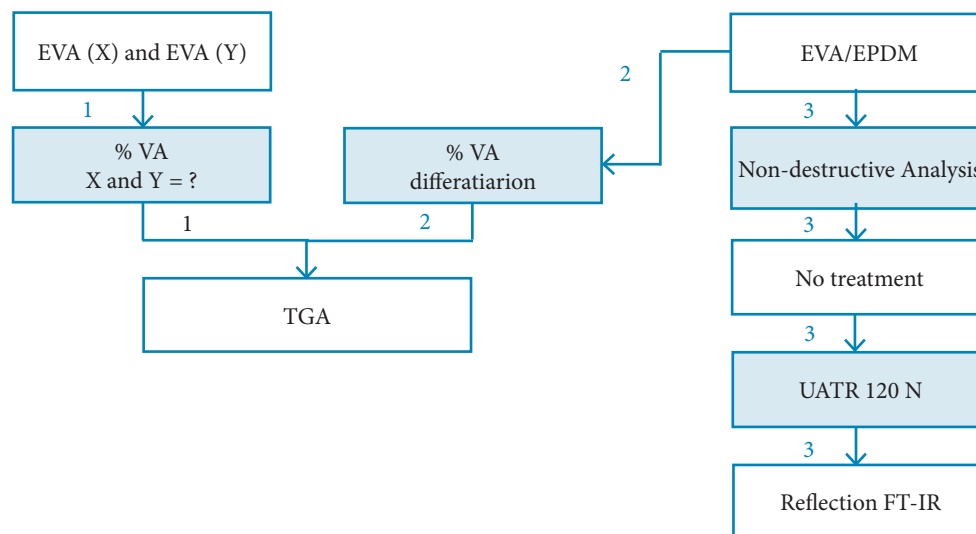 EVA (X) and EVA (Y)
1
% VA
X and Y = ?
1
TGA
EVA/EPDM
2
% VA
differatiarion
2
3
Non-destructive Analysis
3
No treatment
3
UATR 120 N
3
Reflection FT-IR